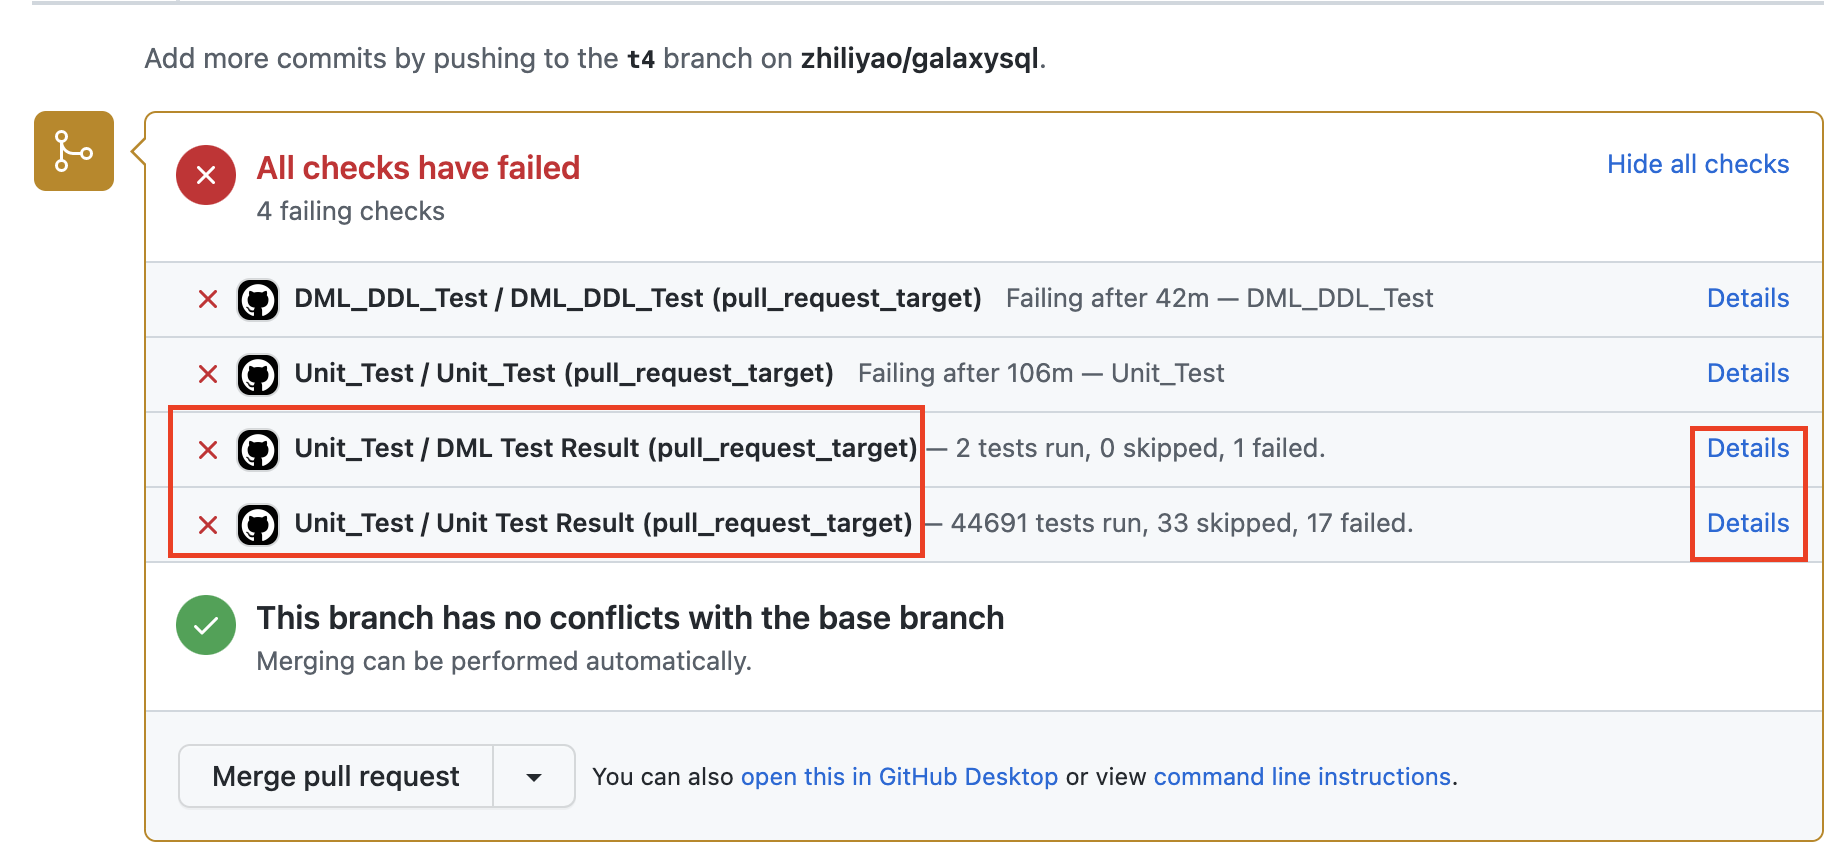 Add more commits by pushing to the t4 branch on zhiliyao/galaxysql.
All checks have failed
Hide all checks
4 failing checks
DML_DDL_Test / DML_DDL_Test (pull_request_target) Failing after 42m — DML_DDL_Test Details
Unit_Test / Unit_Test (pull_request_target) Failing after 106m — Unit_Test Details
Unit_Test / DML Test Result (pull_request_target) — 2 tests run, 0 skipped, 1 failed. Details
Unit_Test / Unit Test Result (pull_request_target) — 44691 tests run, 33 skipped, 17 failed. Details
This branch has no conflicts with the base branch
Merging can be performed automatically.
Merge pull request You can also open this in GitHub Desktop or view command line instructions.